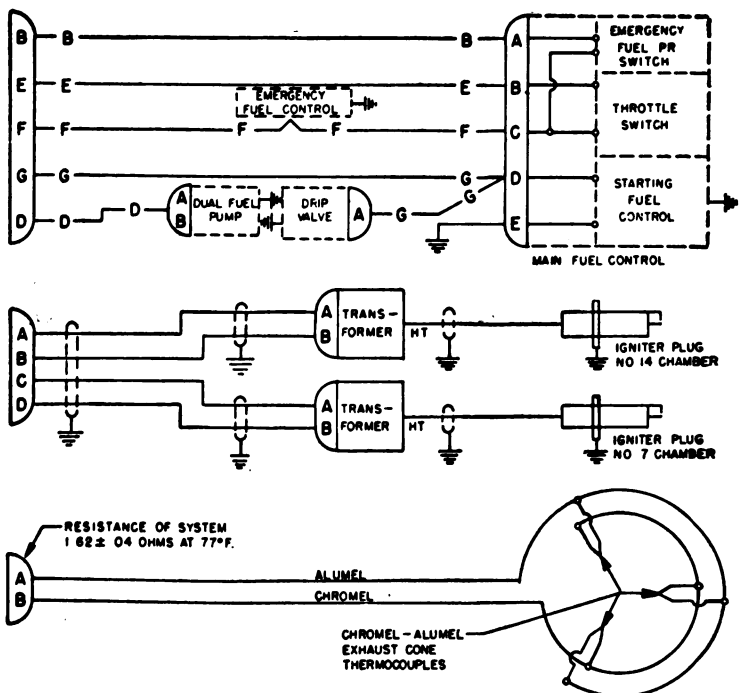 B B B A EMERGENCY
FUEL PR
SWITCH
E E E B
EMERGENCY
FUEL CONTROL
THROTTLE
SWITCH
F F F F C
G G G D
G
STARTING
FUEL
CONTROL
D D D A
B
DUAL FUEL
PUMP
DRIP
VALVE
A G E
MAIN FUEL CONTROL
A
B
C
D
A
B
TRANS-
FORMER
HT
IGNITER PLUG
NO 14 CHAMBER
A
B
TRANS-
FORMER
HT
IGNITER PLUG
NO 7 CHAMBER
RESISTANCE OF SYSTEM
1 62± 04 OHMS AT 77°F.
A ALUMEL
B CHROMEL
CHROMEL-ALUMEL
EXHAUST CONE
THERMOCOUPLES